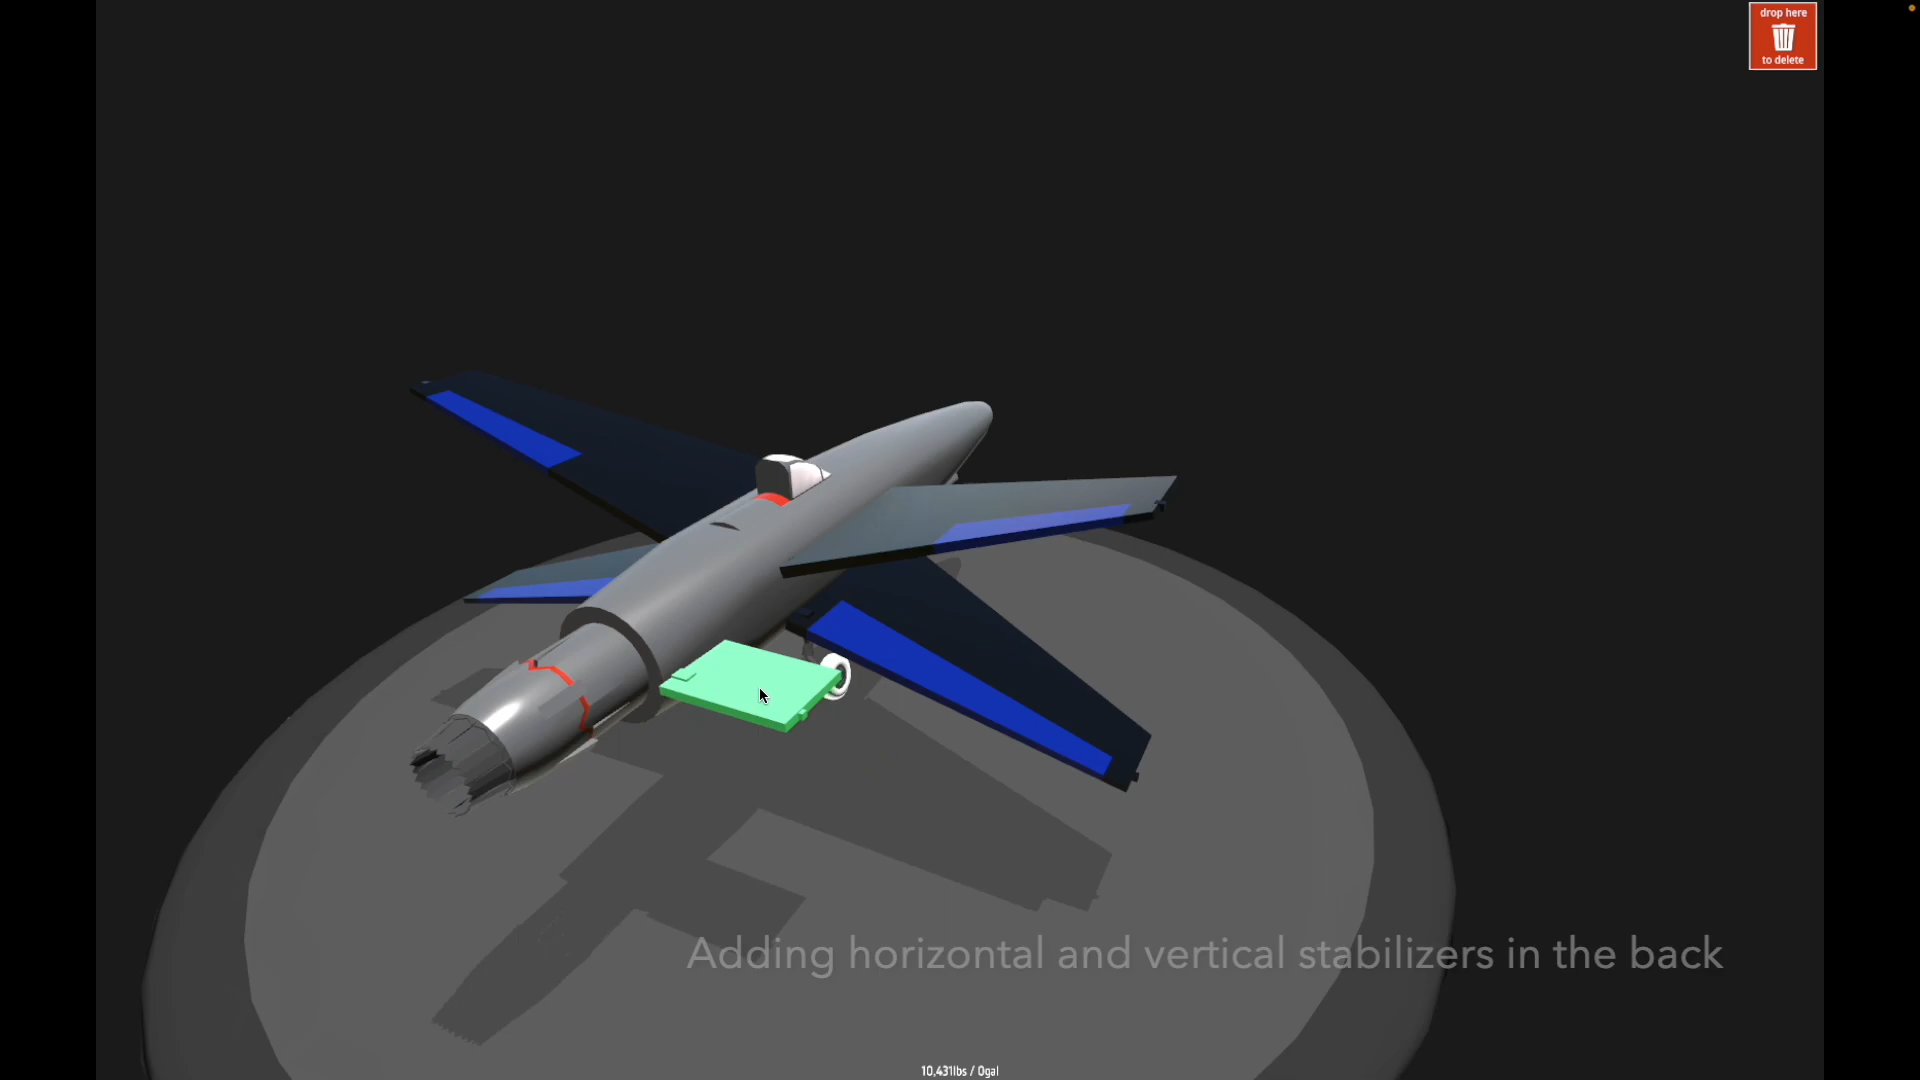 drop here
to delete
Adding horizontal and vertical stabilizers in the back
10,431lbs / 0gal